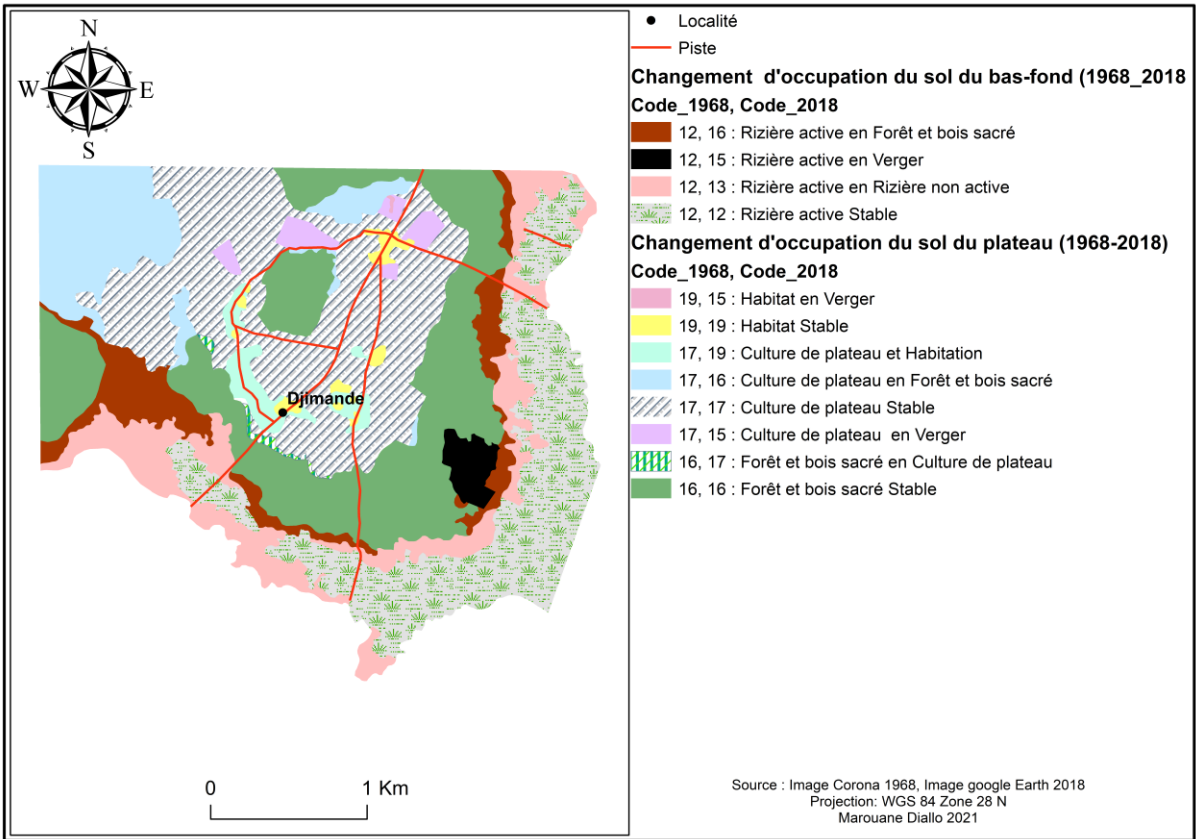 N
W
E
S
Djimande
0
1 Km
Localité
Piste
Changement d'occupation du sol du bas-fond (1968_2018
Code_1968, Code_2018
12, 16 : Rizière active en Forêt et bois sacré
12, 15 : Rizière active en Verger
12, 13 : Rizière active en Rizière non active
12, 12 : Rizière active Stable
Changement d'occupation du sol du plateau (1968-2018)
Code_1968, Code_2018
19, 15 : Habitat en Verger
19, 19 : Habitat Stable
17, 19 : Culture de plateau et Habitation
17, 16 : Culture de plateau en Forêt et bois sacré
17, 17 : Culture de plateau Stable
17, 15 : Culture de plateau en Verger
16, 17 : Forêt et bois sacré en Culture de plateau
16, 16 : Forêt et bois sacré Stable
Source : Image Corona 1968, Image google Earth 2018
Projection: WGS 84 Zone 28 N
Marouane Diallo 2021